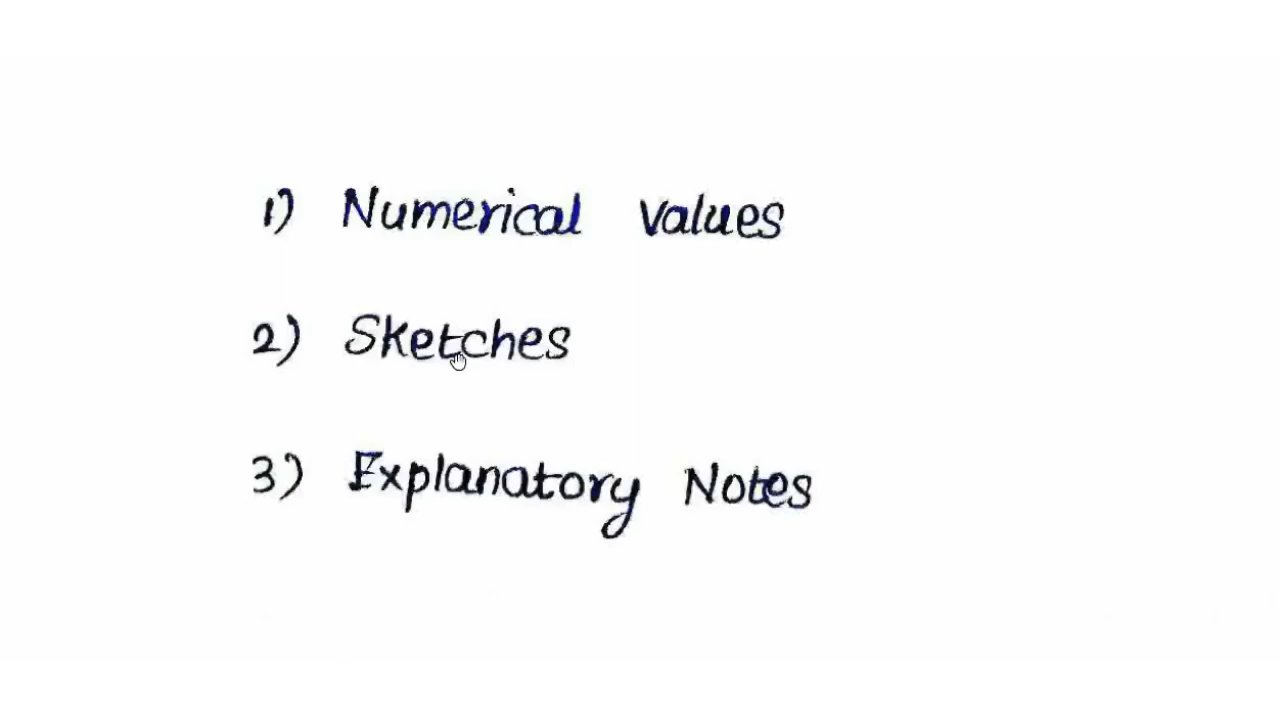 1) Numerical Values
2) Sketches
3) Explanatory Notes